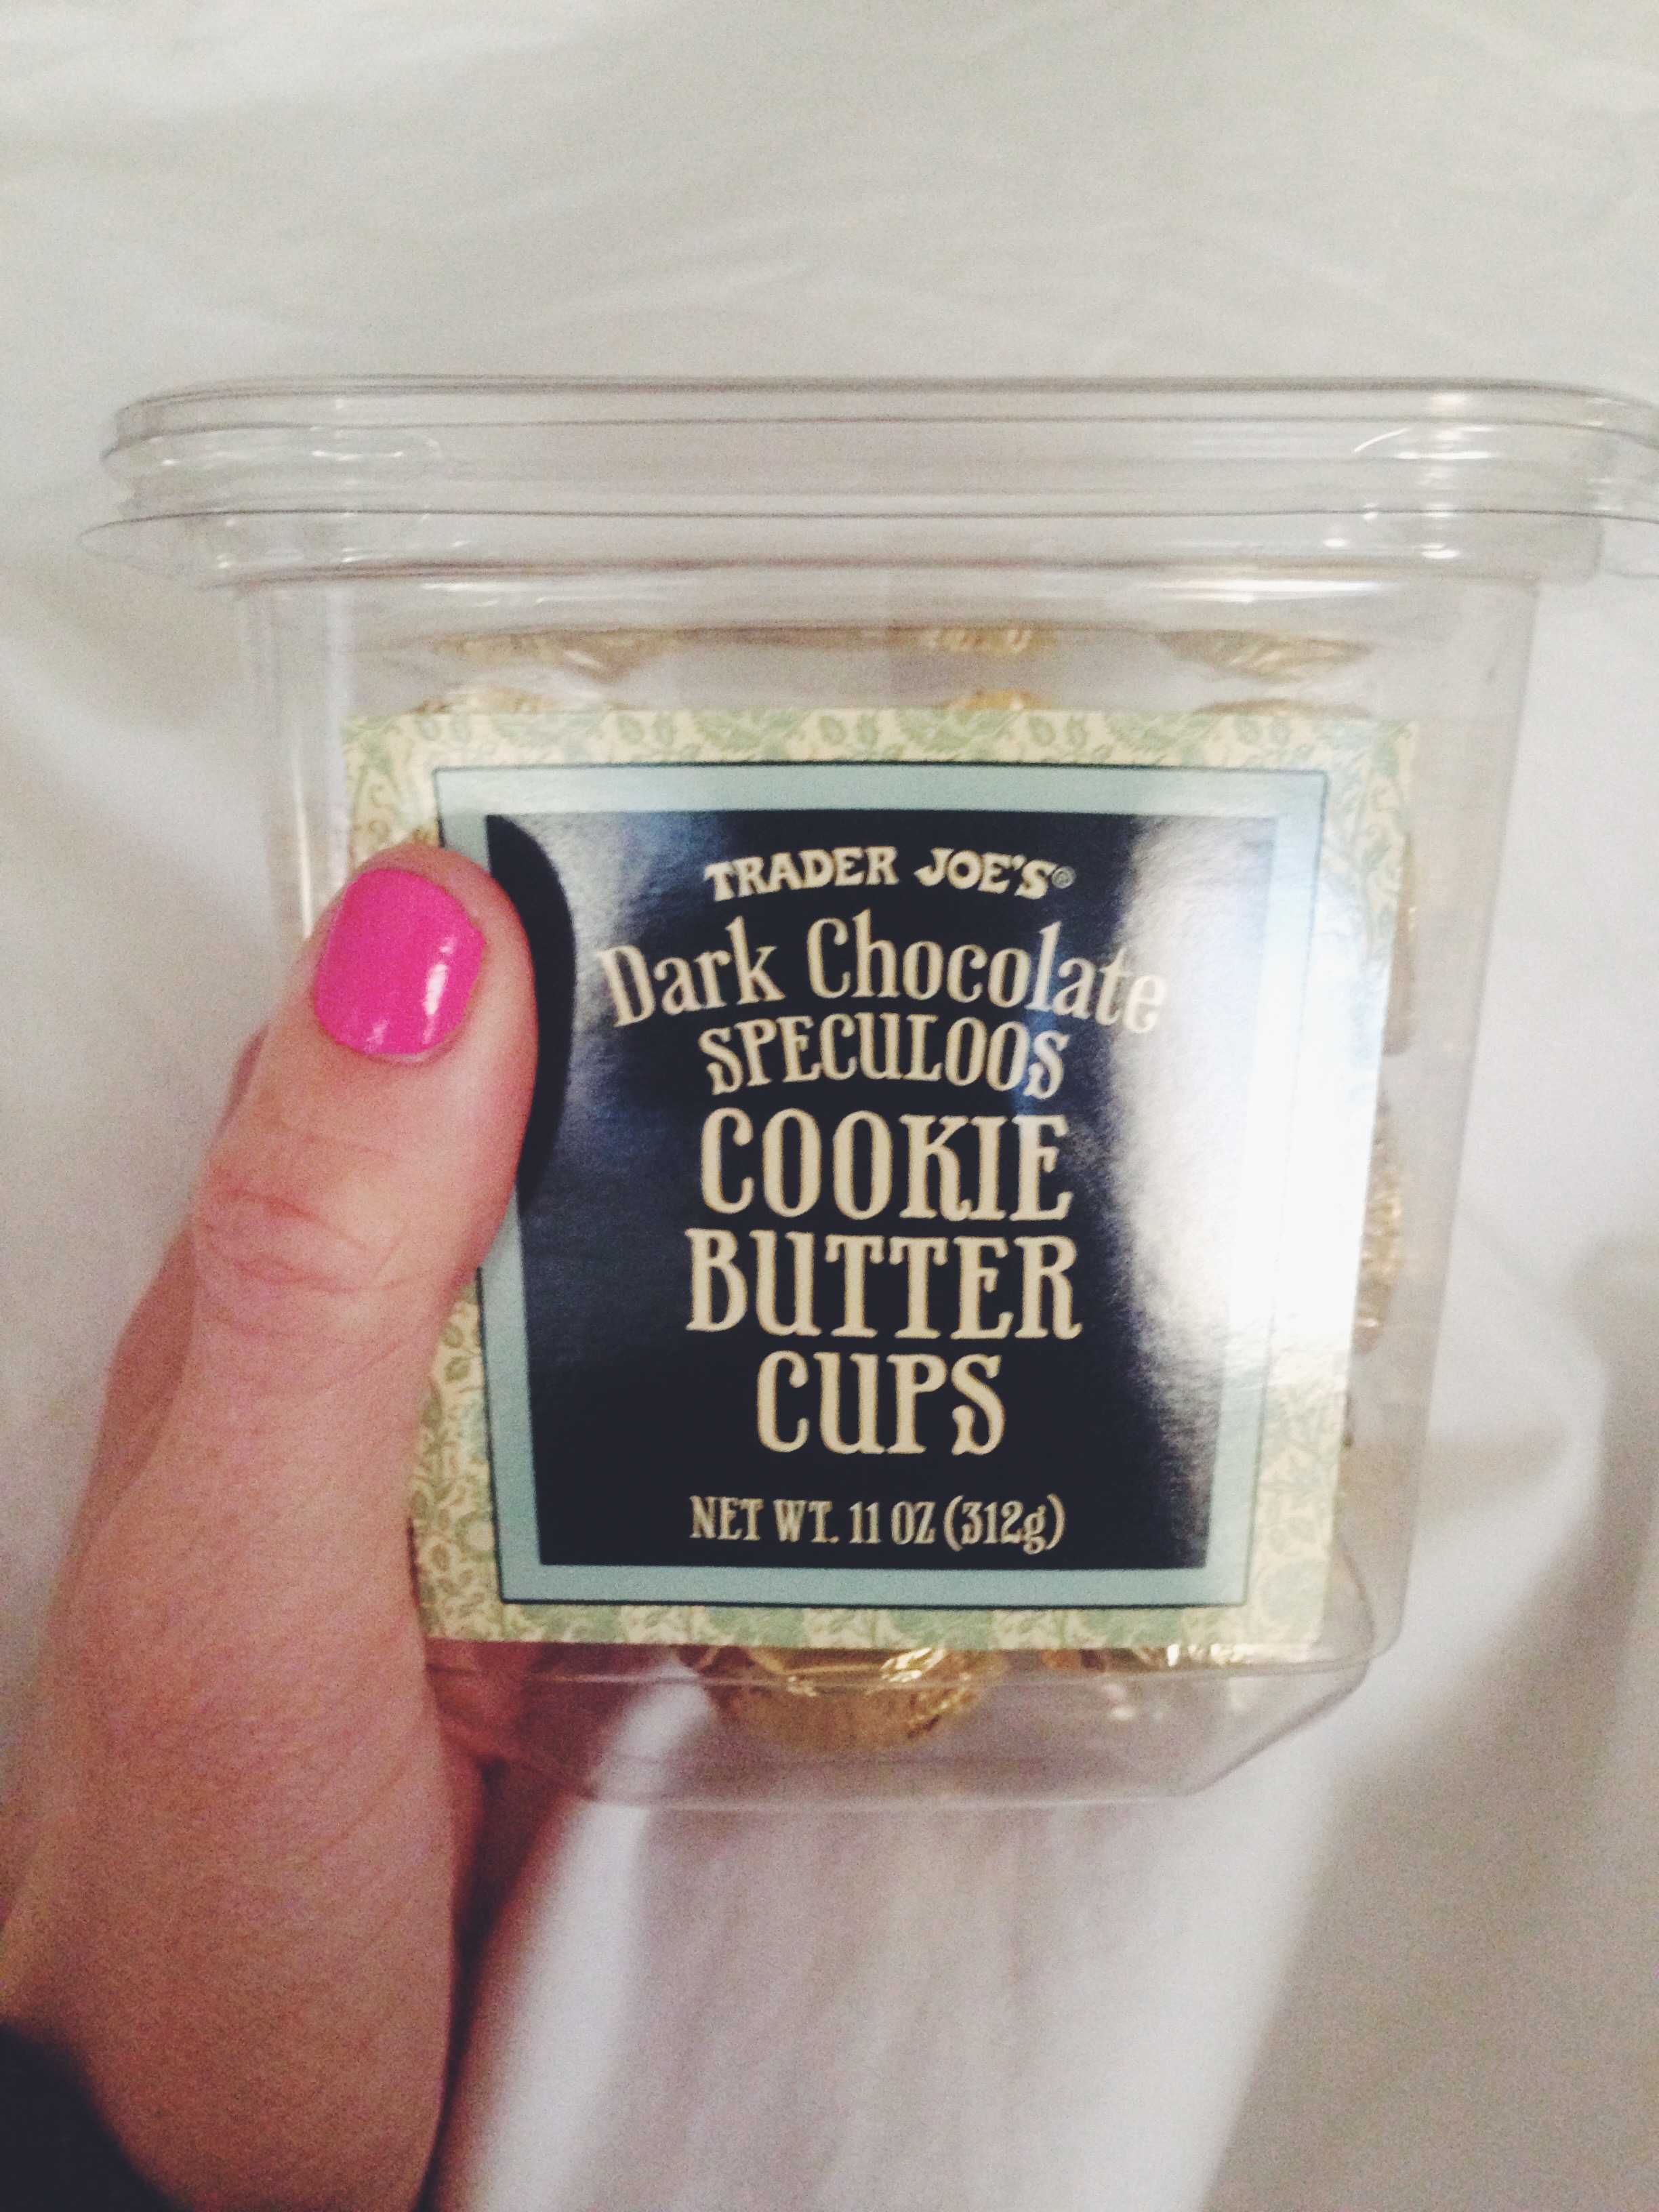 TRADER JOE'S®
Dark Chocolate
SPECULOOS
COOKIE
BUTTER
CUPS
NET WT. 11 OZ (312g)